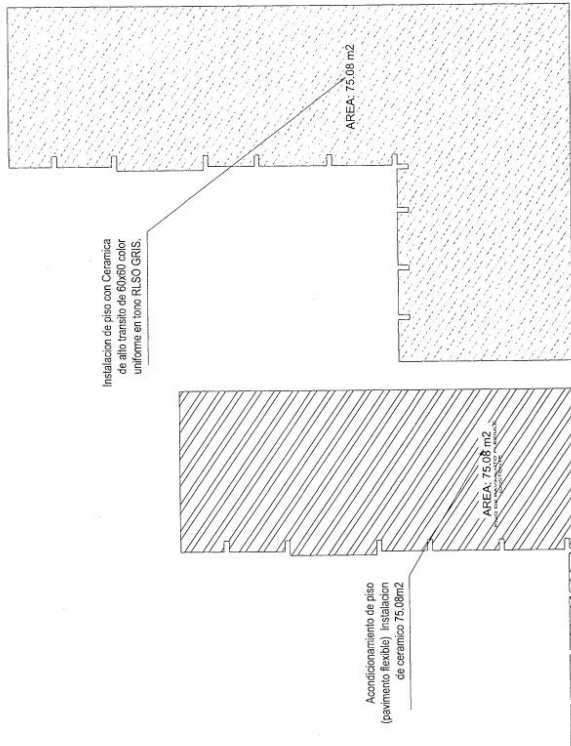 Instalacion de piso con Ceramica
de alto transito de 60x60 color
uniforme en tono RLSO GRIS.
AREA: 75.08 m2
Acondicionamiento de piso
(pavimento flexible) Instalacion
de ceramico 75.08m2
AREA: 75.08 m2